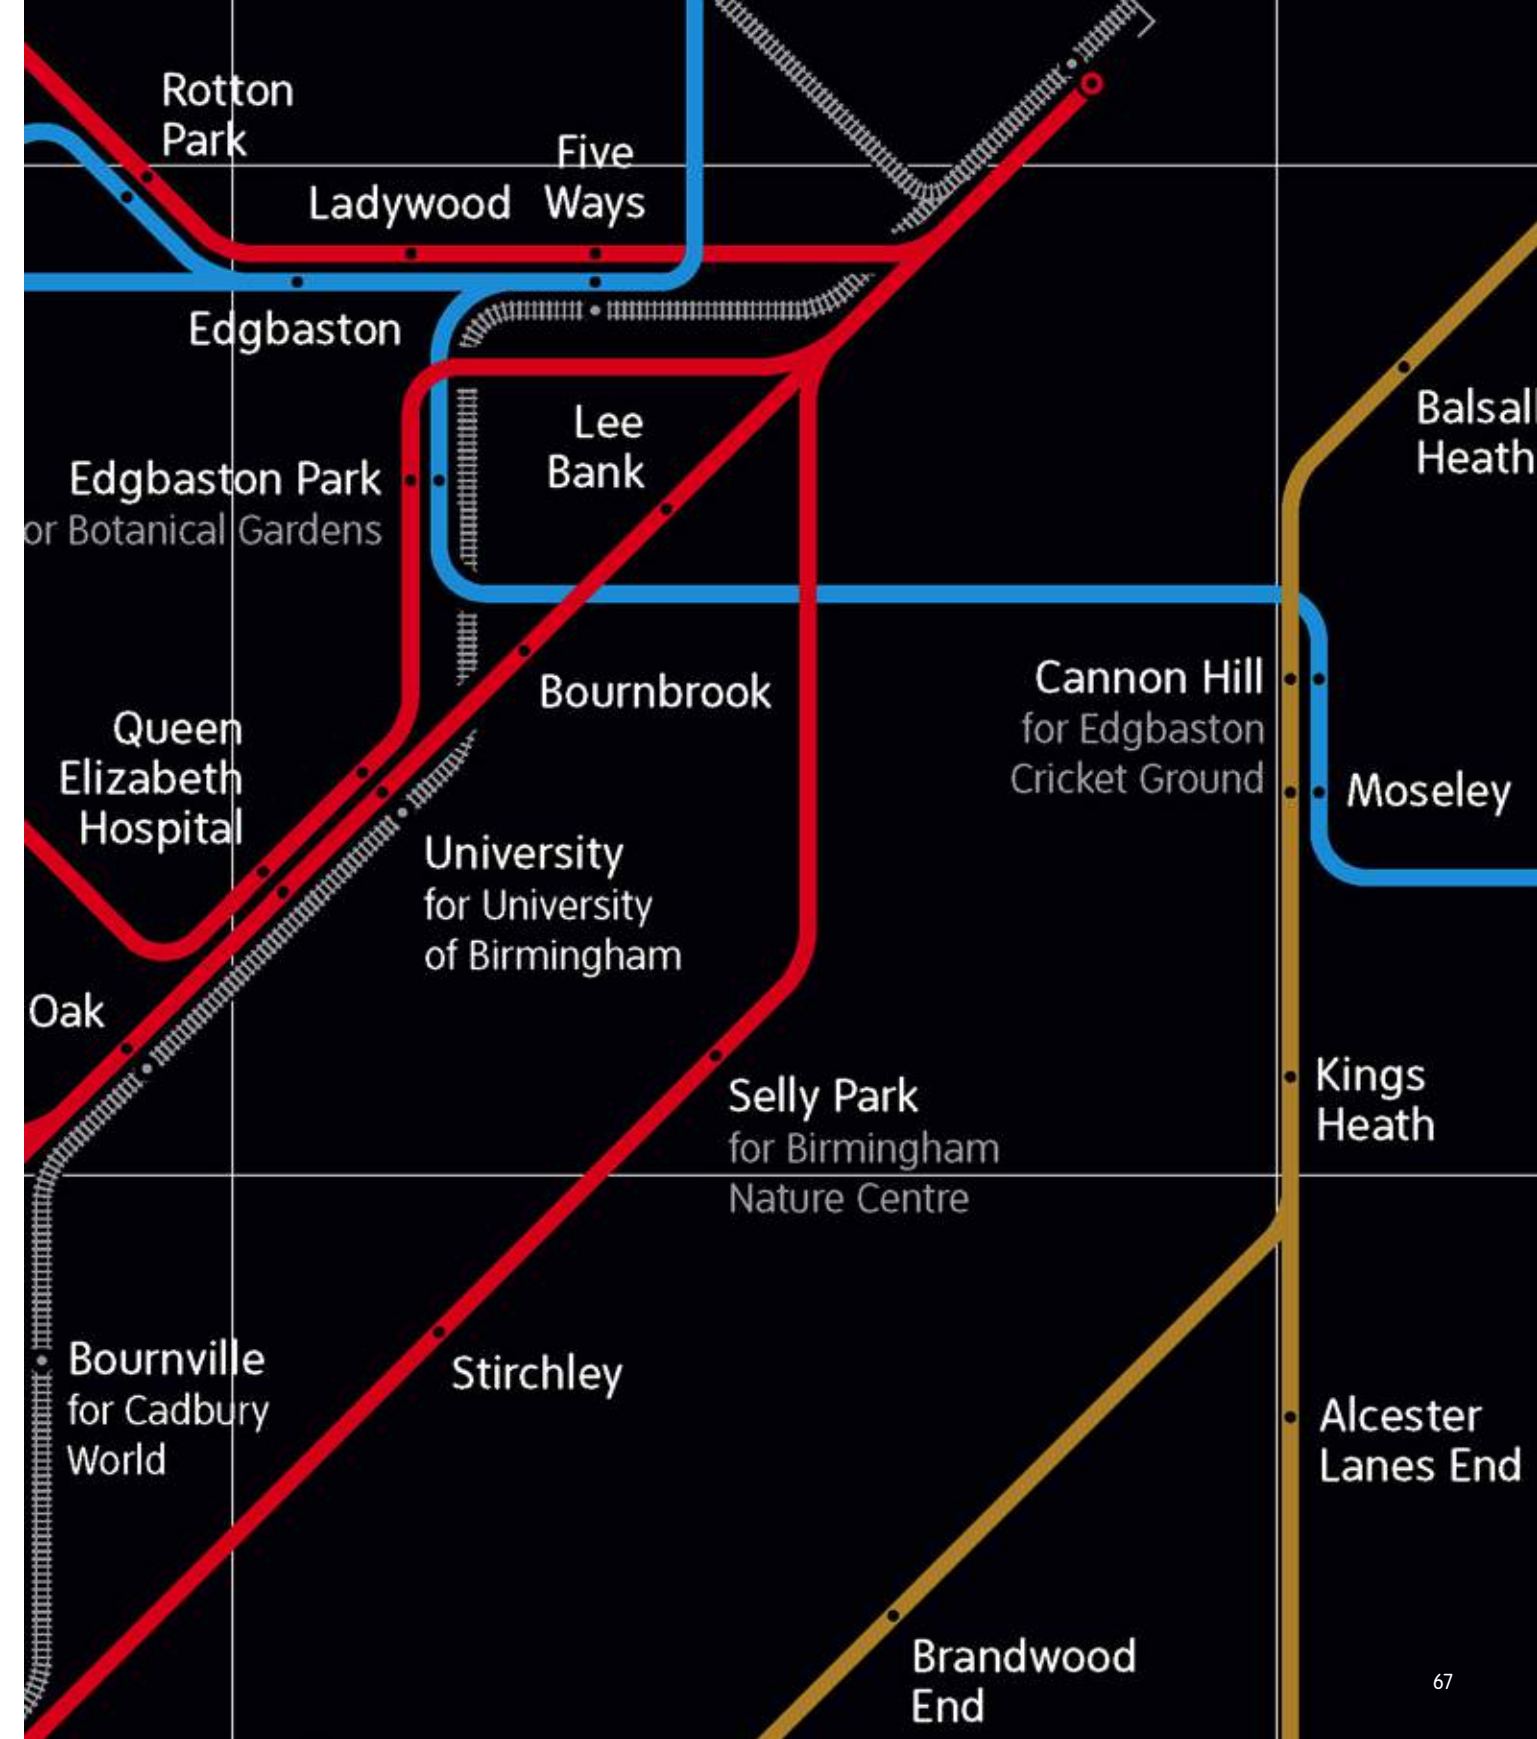 Rotton
Park
Five
Ways
Ladywood
Edgbaston
Balsall
Heath
Lee
Bank
Edgbaston Park
or Botanical Gardens
Cannon Hill
for Edgbaston
Cricket Ground
Bournbrook
Queen
Elizabeth
Hospital
Moseley
University
for University
of Birmingham
Oak
Kings
Heath
Selly Park
for Birmingham
Nature Centre
Bournville
for Cadbury
World
Stirchley
Alcester
Lanes End
Brandwood
End
67